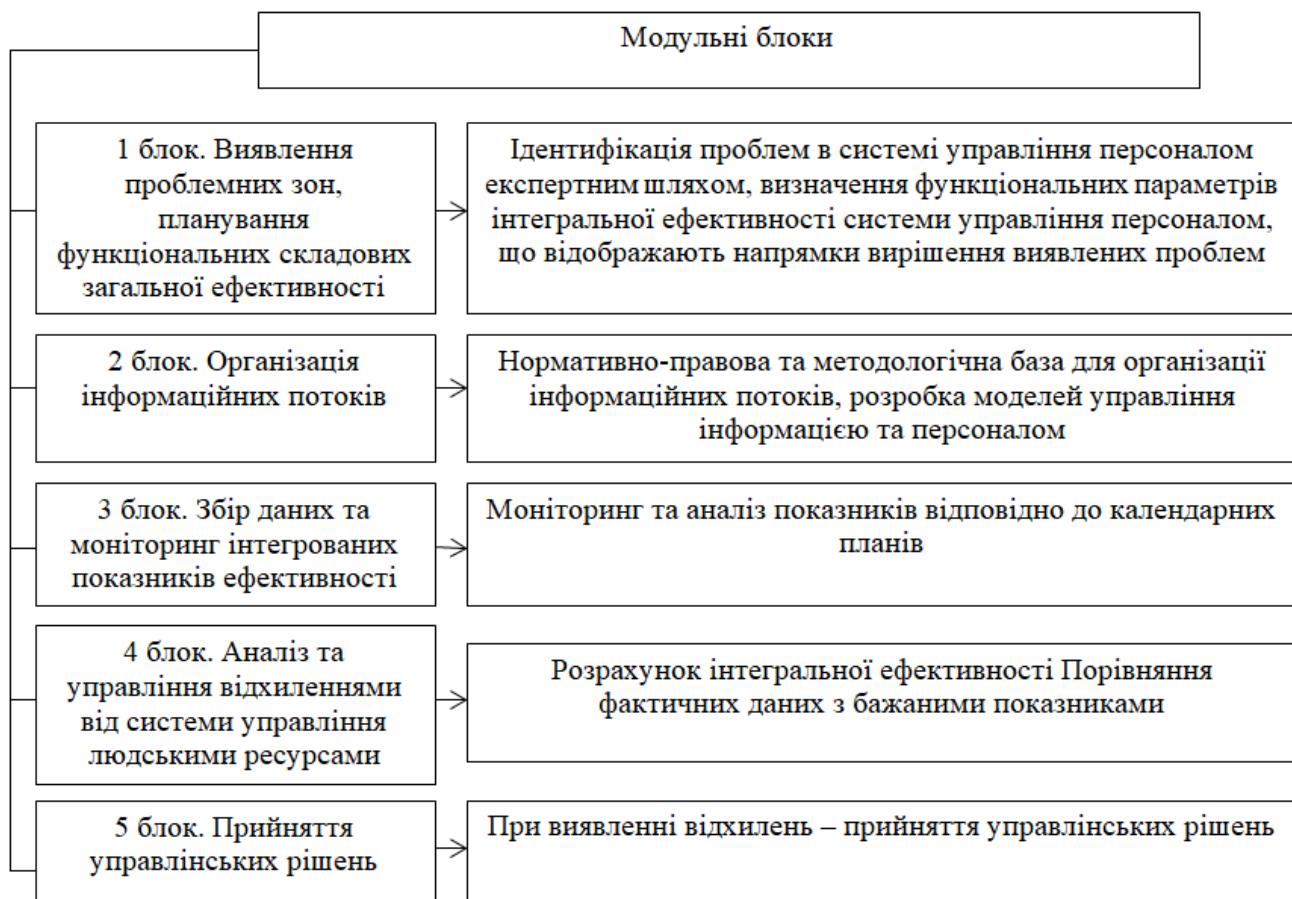 Модульні блоки
1 блок. Виявлення
проблемних зон,
планування
функціональних складових
загальної ефективності
Ідентифікація проблем в системі управління персоналом
експертним шляхом, визначення функціональних параметрів
інтегральної ефективності системи управління персоналом,
що відображають напрямки вирішення виявлених проблем
2 блок. Організація
інформаційних потоків
Нормативно-правова та методологічна база для організації
інформаційних потоків, розробка моделей управління
інформацією та персоналом
3 блок. Збір даних та
моніторинг інтегрованих
показників ефективності
Моніторинг та аналіз показників відповідно до календарних
планів
4 блок. Аналіз та
управління відхиленнями
від системи управління
людськими ресурсами
Розрахунок інтегральної ефективності Порівняння
фактичних даних з бажаними показниками
5 блок. Прийняття
управлінських рішень
При виявленні відхилень – прийняття управлінських рішень